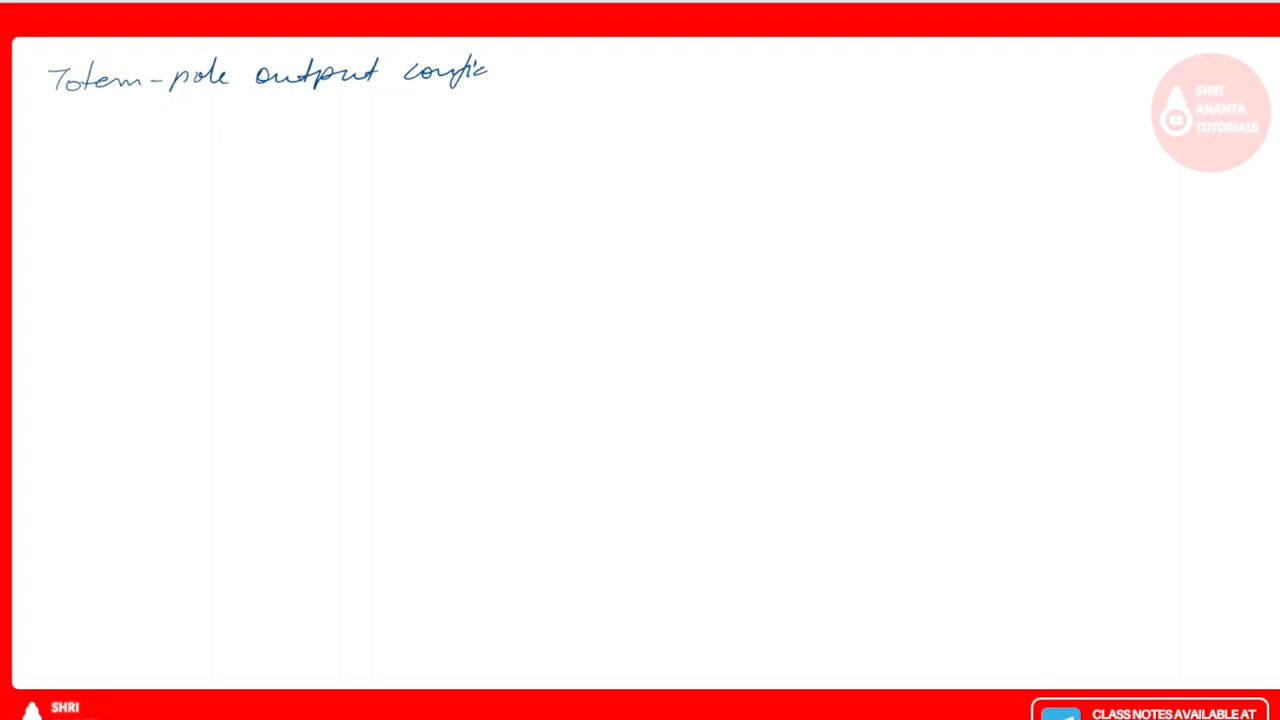 Totem-pole output config
SHRI
ANANTA
TUTORIALS
SHRI
CLASS NOTES AVAILABLE AT